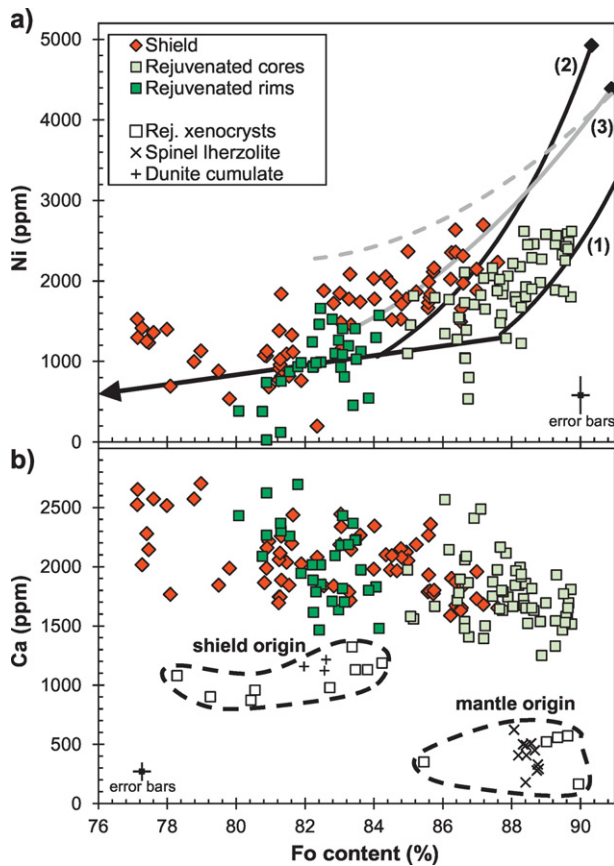 a)
Ni (ppm)
5000
4000
3000
2000
1000
0
Shield
Rejuvenated cores
Rejuvenated rims
Rej. xenocrysts
Spinel lherzolite
Dunite cumulate
(2)
(3)
(1)
error bars
b)
Ca (ppm)
2500
2000
1500
1000
500
0
shield origin
mantle origin
error bars
76 78 80 82 84 86 88 90
Fo content (%)